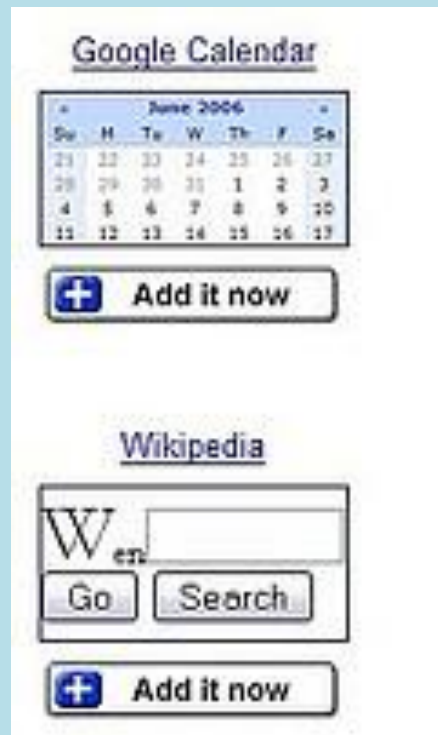 Google Calendar
« June 2006 »
Su M Tu W Th F Sa
21 22 23 24 25 26 27
28 29 30 31 1 2 3
4 5 6 7 8 9 10
11 12 13 14 15 16 17
Add it now
Wikipedia
W en
Go Search
Add it now